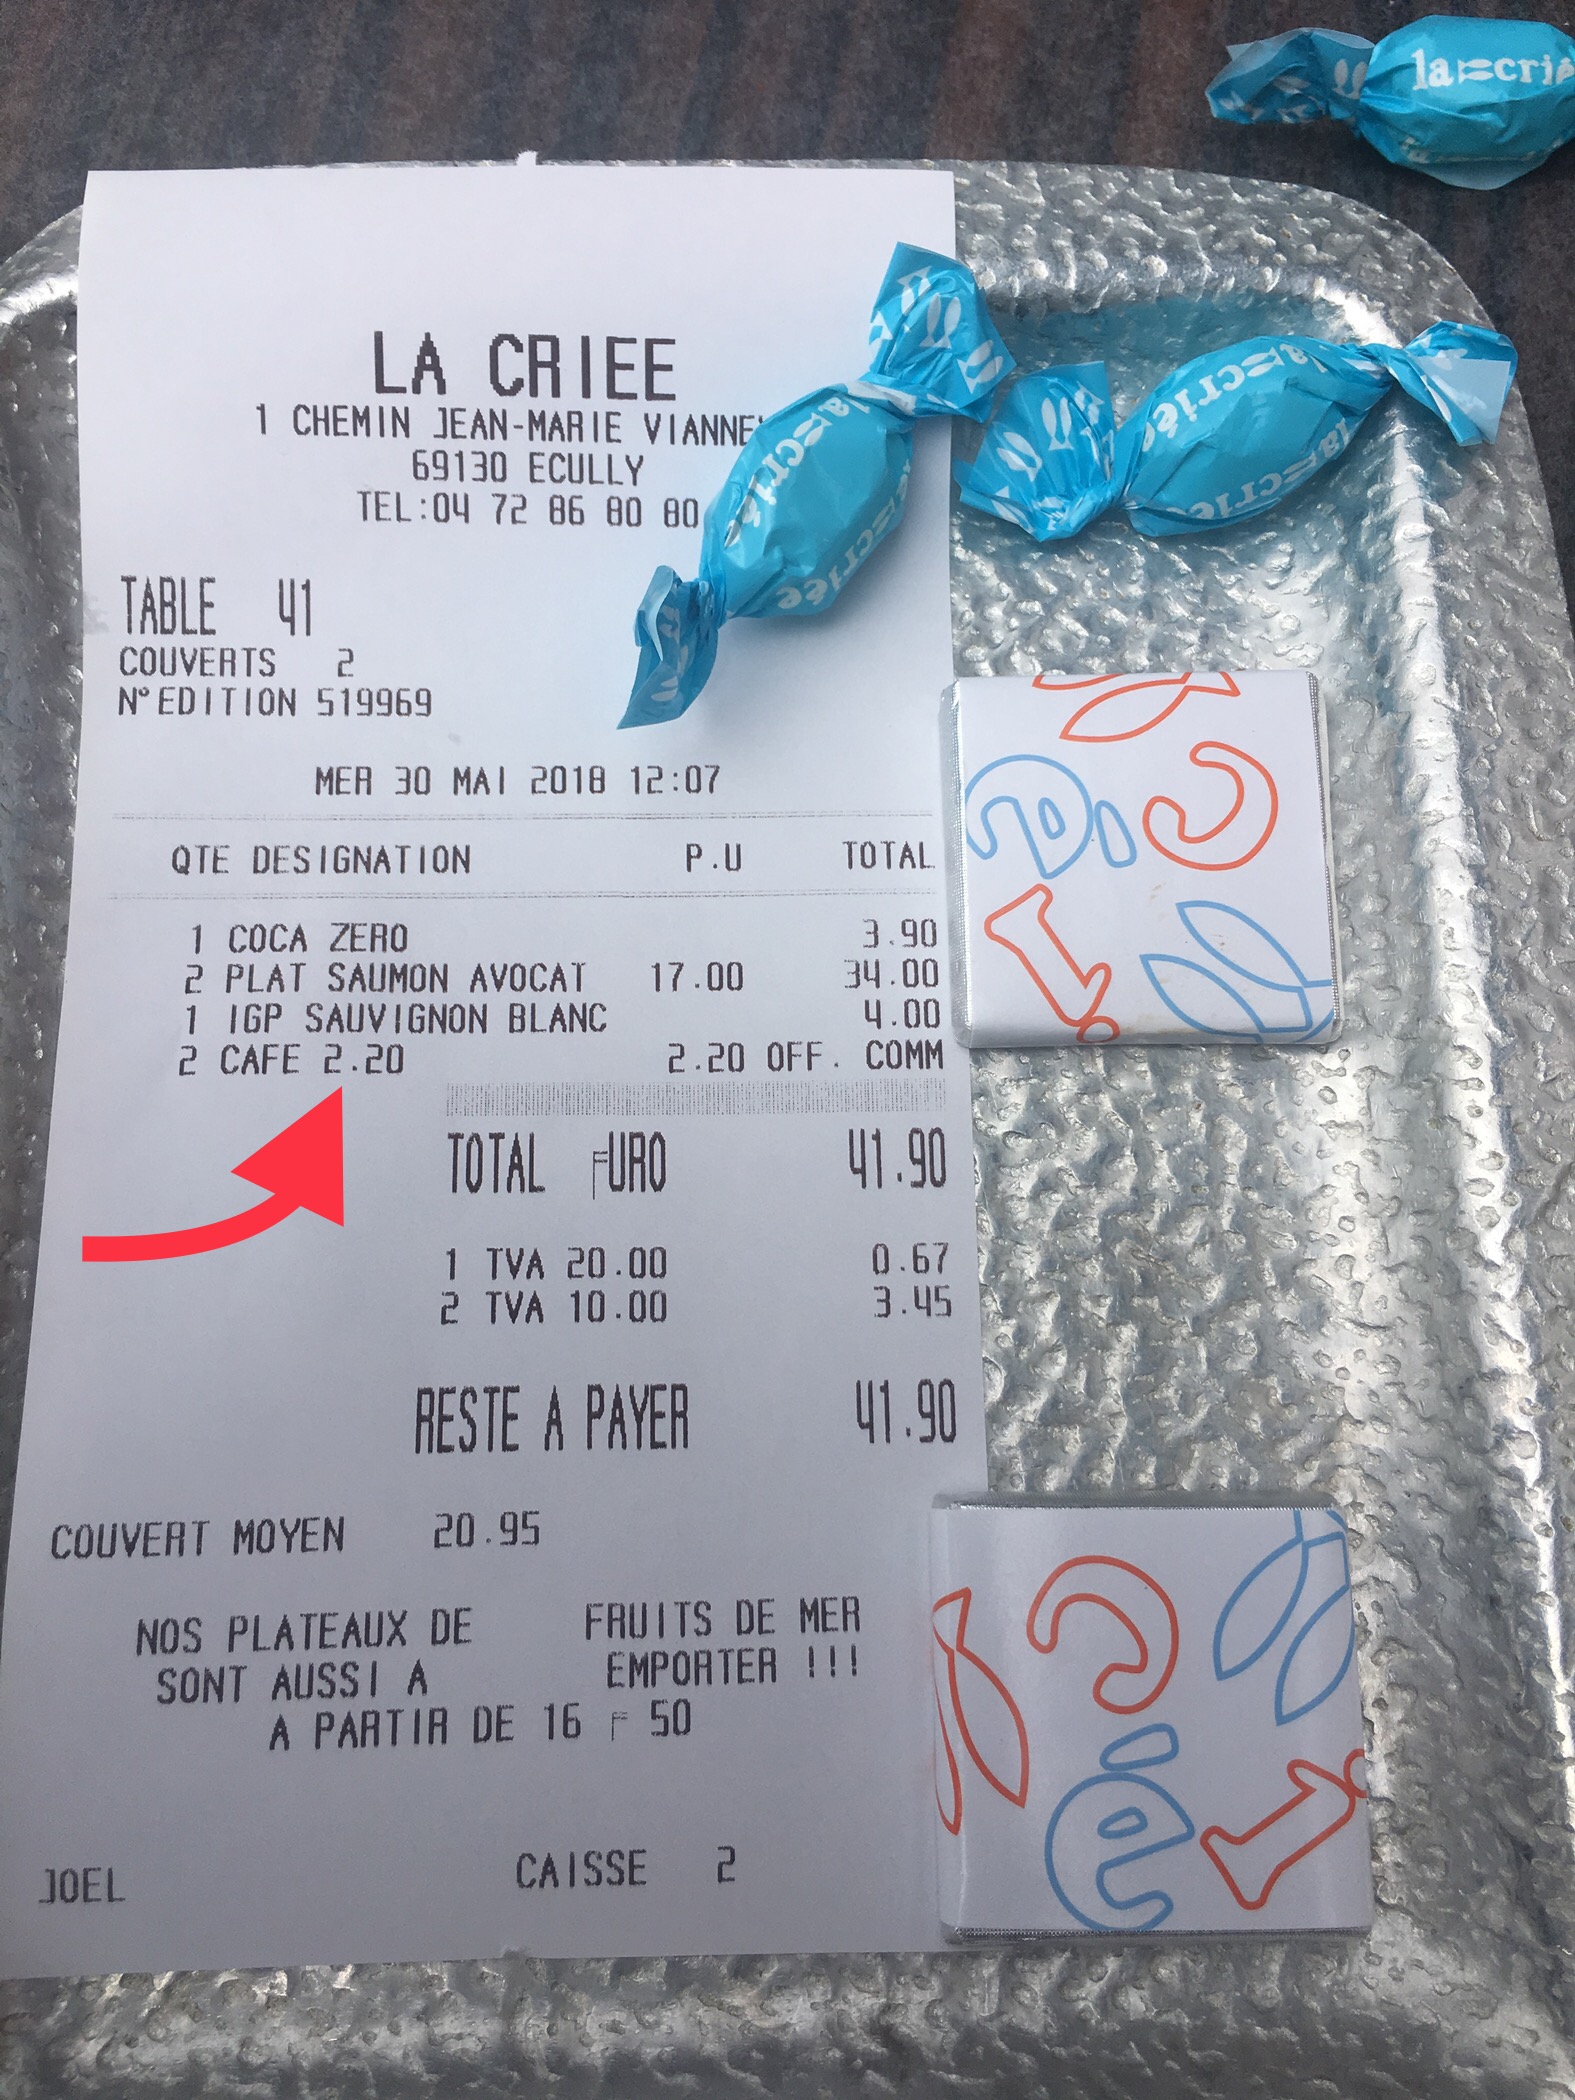 la criée
LA CRIEE
1 CHEMIN JEAN-MARIE
69130 ECULLY
TEL:04 72 86 80 80
TABLE 41
COUVERTS 2
N°EDITION 519969
MER 30 MAI 2018 12:07
QTE DESIGNATION P.U TOTAL
1 COCA ZERO 3.90
2 PLAT SAUMON AVOCAT 17.00 34.00
1 IGP SAUVIGNON BLANC 4.00
2 CAFE 2.20 2.20 OFF. COMM
TOTAL EURO 41.90
1 TVA 20.00 0.67
2 TVA 10.00 3.45
RESTE A PAYER 41.90
COUVERT MOYEN 20.95
NOS PLATEAUX DE FRUITS DE MER
SONT AUSSI A EMPORTER !!!
A PARTIR DE 16 F 50
JOEL CAISSE 2
la criée
la criée
la criée
criée